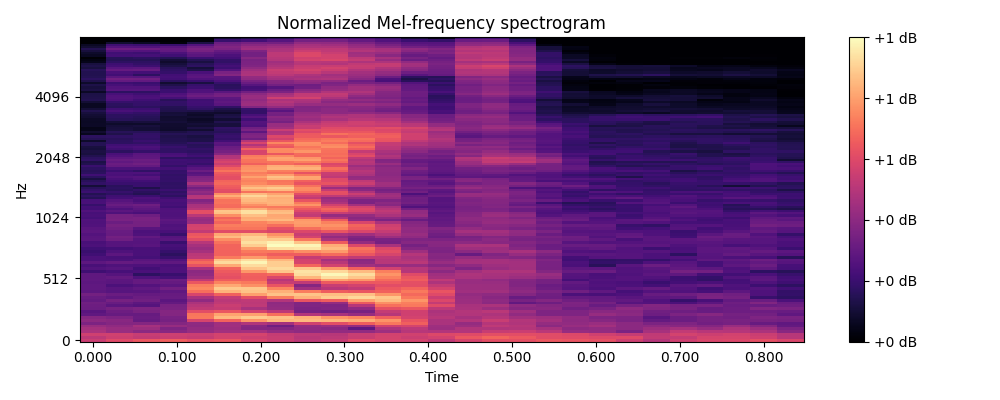 Normalized Mel-frequency spectrogram
Hz
4096
2048
1024
512
0
0.000 0.100 0.200 0.300 0.400 0.500 0.600 0.700 0.800
Time
+1 dB
+1 dB
+1 dB
+0 dB
+0 dB
+0 dB